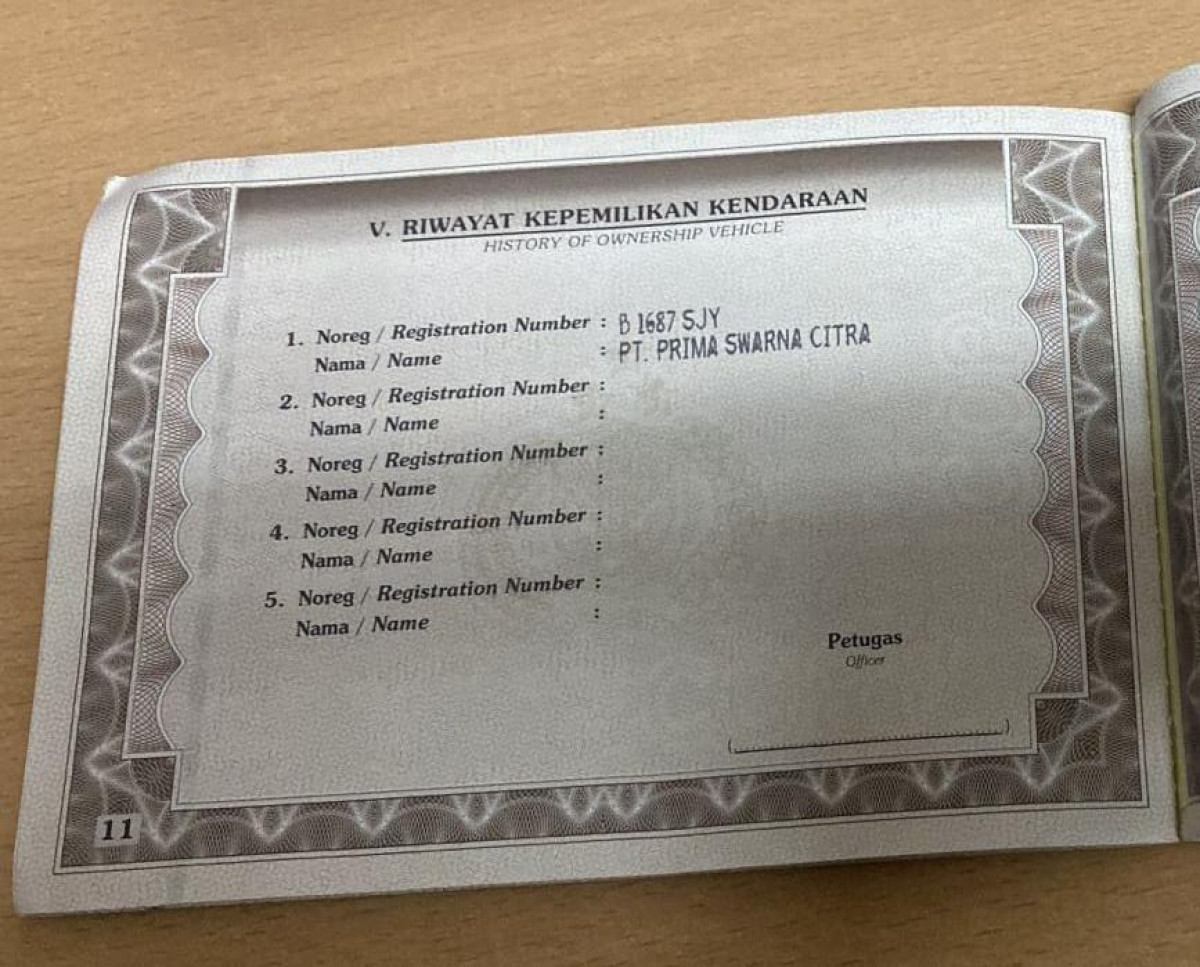 V. RIWAYAT KEPEMILIKAN KENDARAAN
HISTORY OF OWNERSHIP VEHICLE
1. Noreg / Registration Number : B 1687 SJY
Nama / Name : PT. PRIMA SWARNA CITRA
2. Noreg / Registration Number :
Nama / Name :
3. Noreg / Registration Number :
Nama / Name :
4. Noreg / Registration Number :
Nama / Name :
5. Noreg / Registration Number :
Nama / Name :
Petugas
Officer
(..............................)
11